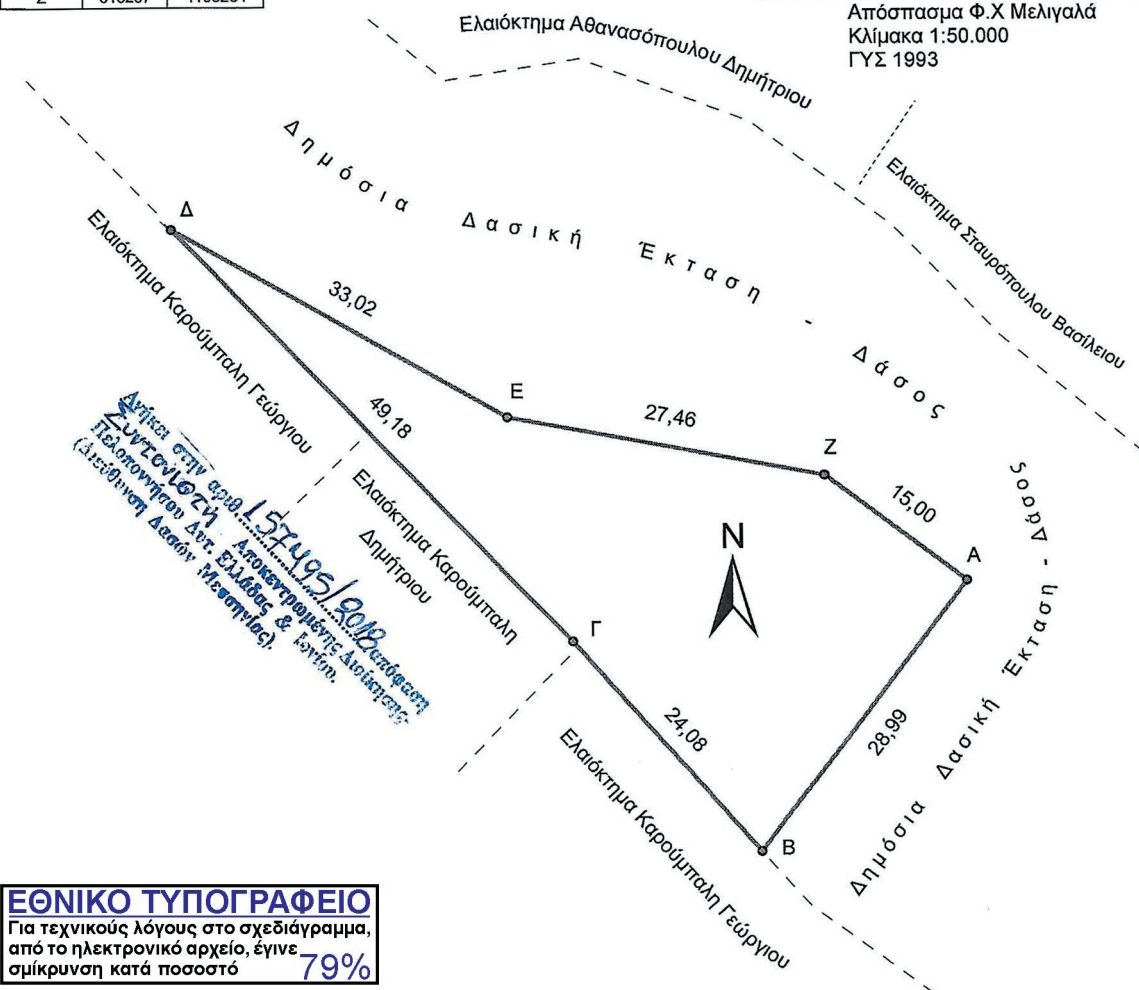 Απόσπασμα Φ.Χ Μελιγαλά
Κλίμακα 1:50.000
ΓΥΣ 1993
Ελαιόκτημα Αθανασόπουλου Δημήτριου
Ελαιόκτημα Σταυρόπουλου Βασίλειου
Δημόσια Δασική Έκταση - Δάσος
Δ
33,02
Ε
27,46
Ζ
15,00
Α
Ελαιόκτημα Καρούμπαλη Γεώργιου
49,18
Ελαιόκτημα Καρούμπαλη
Δημήτριου
Γ
Ν
24,08
28,99
Β
Ελαιόκτημα Καρούμπαλη Γεώργιου
Δημόσια Δασική Έκταση - Δάσος
Ανήκει στην αριθ. 157495/2018 απόφαση
Συντονιστή Αποκεντρωμένης Διοίκησης
Πελοποννήσου Δυτ. Ελλάδας & Ιονίου.
(Διεύθυνση Δασών Μεσσηνίας).
ΕΘΝΙΚΟ ΤΥΠΟΓΡΑΦΕΙΟ
Για τεχνικούς λόγους στο σχεδιάγραμμα,
από το ηλεκτρονικό αρχείο, έγινε
σμίκρυνση κατά ποσοστό 79%